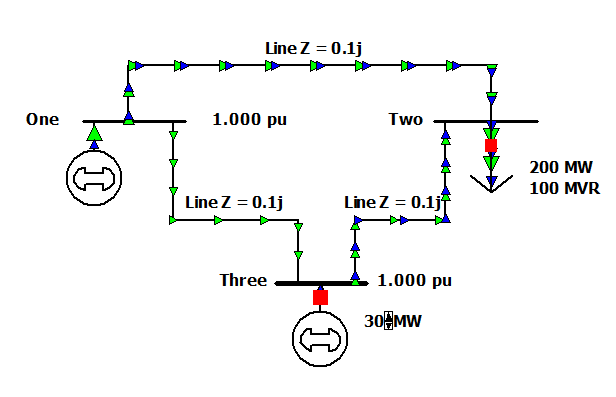 Line Z = 0.1j
One
1.000 pu
Two
200 MW
100 MVR
Line Z = 0.1j
Line Z = 0.1j
Three
1.000 pu
30 MW